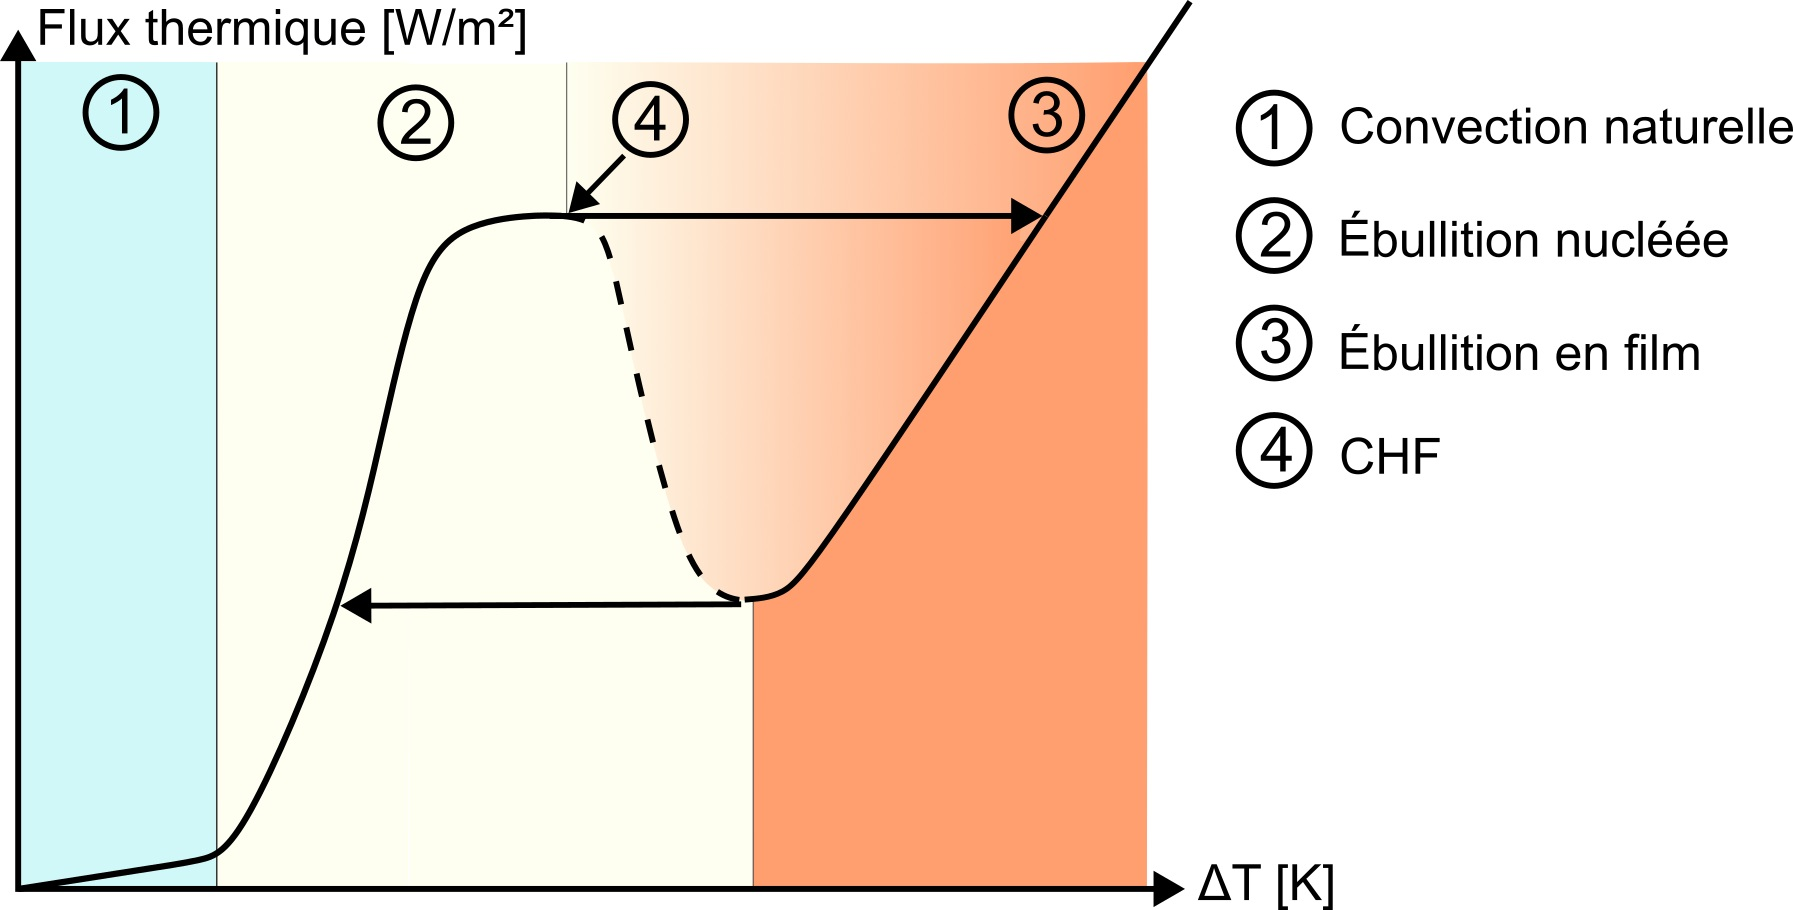 Flux thermique [W/m²]
1
2
4
3
1 Convection naturelle
2 Ébullition nucléée
3 Ébullition en film
4 CHF
ΔT [K]